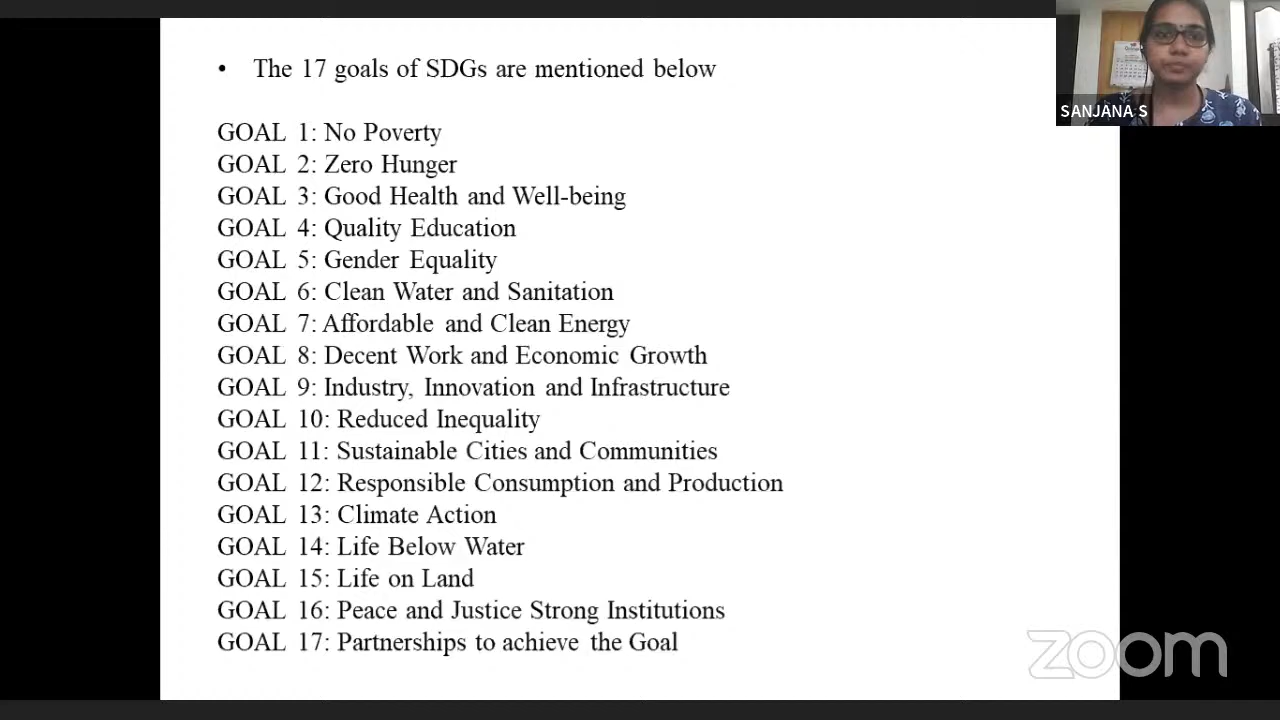 • The 17 goals of SDGs are mentioned below
GOAL 1: No Poverty
GOAL 2: Zero Hunger
GOAL 3: Good Health and Well-being
GOAL 4: Quality Education
GOAL 5: Gender Equality
GOAL 6: Clean Water and Sanitation
GOAL 7: Affordable and Clean Energy
GOAL 8: Decent Work and Economic Growth
GOAL 9: Industry, Innovation and Infrastructure
GOAL 10: Reduced Inequality
GOAL 11: Sustainable Cities and Communities
GOAL 12: Responsible Consumption and Production
GOAL 13: Climate Action
GOAL 14: Life Below Water
GOAL 15: Life on Land
GOAL 16: Peace and Justice Strong Institutions
GOAL 17: Partnerships to achieve the Goal
SANJANA S
zoom